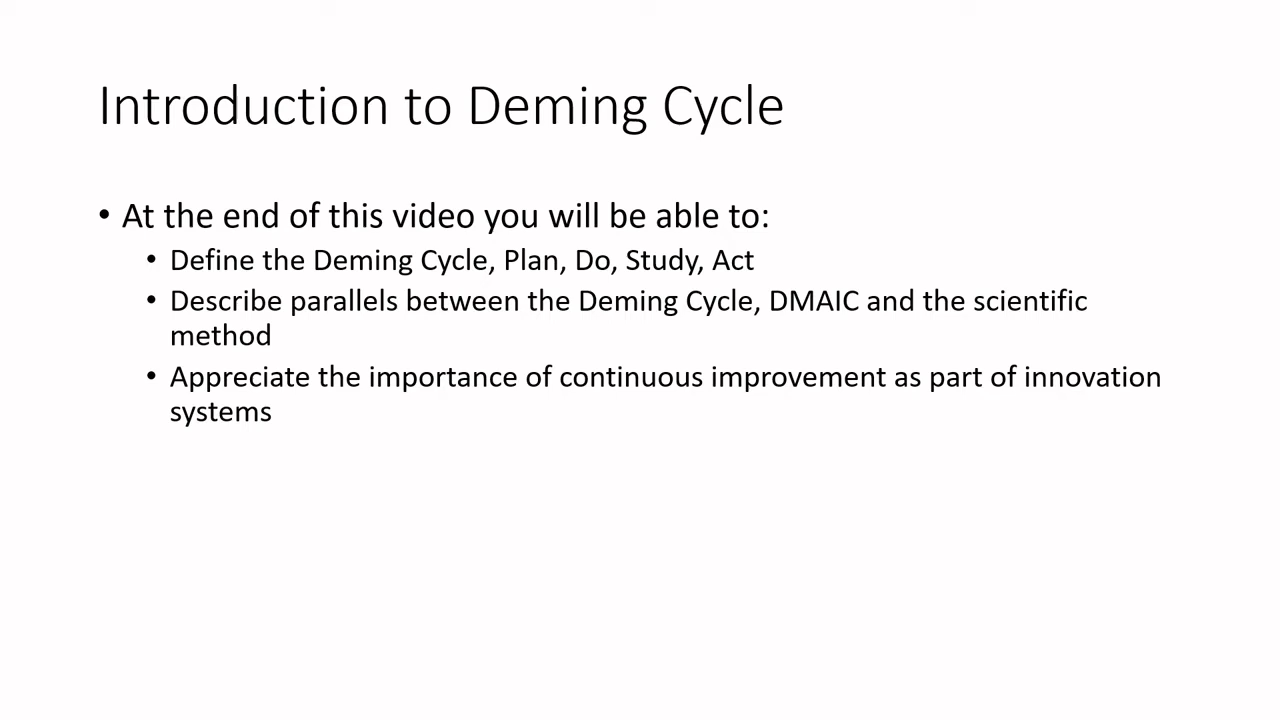 Introduction to Deming Cycle
• At the end of this video you will be able to:
• Define the Deming Cycle, Plan, Do, Study, Act
• Describe parallels between the Deming Cycle, DMAIC and the scientific
method
• Appreciate the importance of continuous improvement as part of innovation
systems